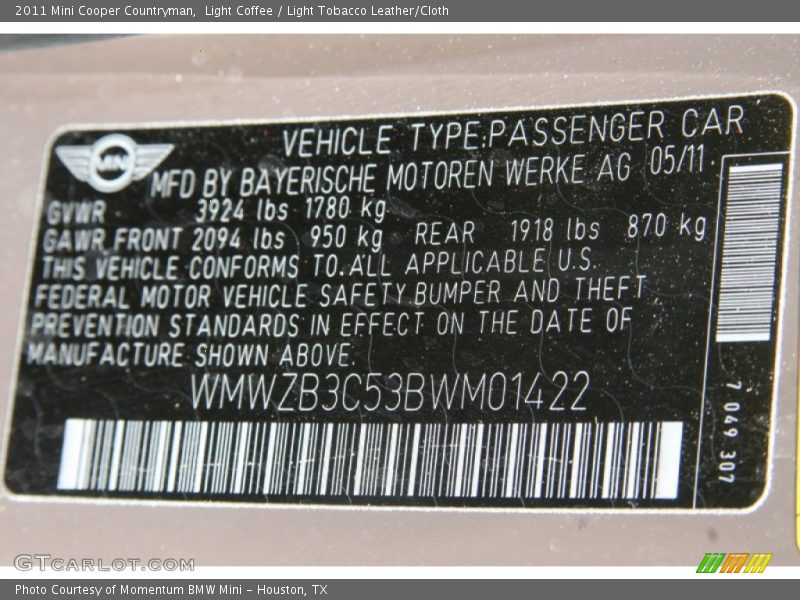 2011 Mini Cooper Countryman,  Light Coffee / Light Tobacco Leather/Cloth
MINI
VEHICLE TYPE:PASSENGER CAR
MFD BY BAYERISCHE MOTOREN WERKE AG 05/11
GVWR 3924 lbs 1780 kg
GAWR FRONT 2094 lbs 950 kg REAR 1918 lbs 870 kg
THIS VEHICLE CONFORMS TO.ALL APPLICABLE U.S.
FEDERAL MOTOR VEHICLE SAFETY BUMPER AND THEFT
PREVENTION STANDARDS IN EFFECT ON THE DATE OF
MANUFACTURE SHOWN ABOVE
WMWZB3C53BWM01422
7 049 307
GTCARLOT.COM
Photo Courtesy of Momentum BMW Mini - Houston, TX